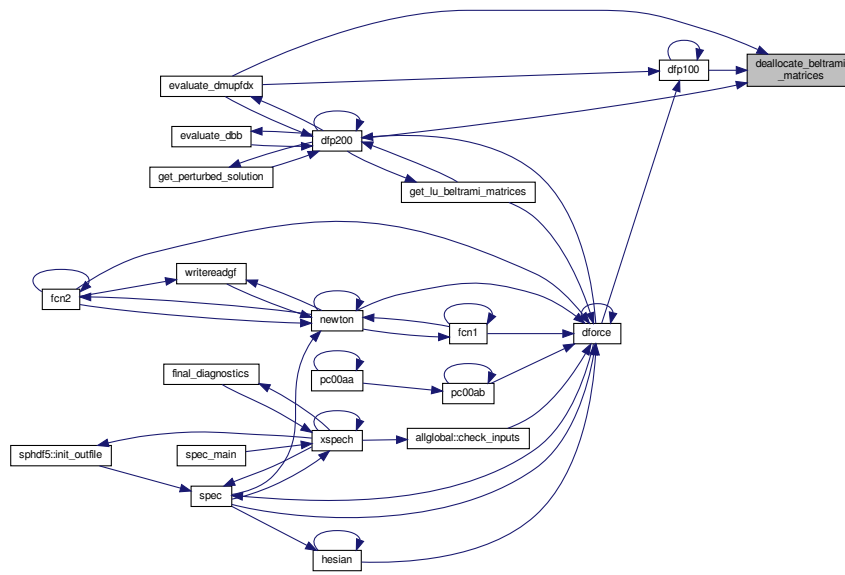 deallocate_beltrami
_matrices
dfp100
evaluate_dmupfdx
evaluate_dbb
dfp200
get_perturbed_solution
get_lu_beltrami_matrices
writereadgf
fcn2
newton
fcn1
dforce
final_diagnostics
pc00aa
pc00ab
xspech
allglobal::check_inputs
sphdf5::init_outfile
spec_main
spec
hesian